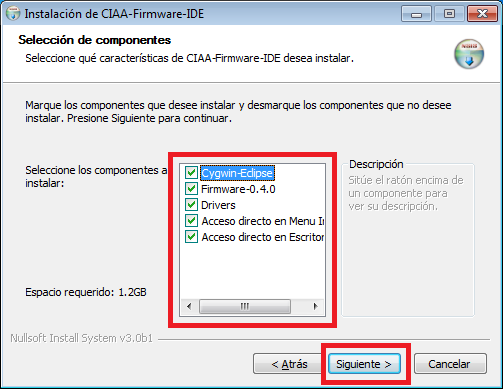 Instalación de CIAA-Firmware-IDE
Selección de componentes
Seleccione qué características de CIAA-Firmware-IDE desea instalar.
Marque los componentes que desee instalar y desmarque los componentes que no desee
instalar. Presione Siguiente para continuar.
Seleccione los componentes a
instalar:
Cygwin-Eclipse
Firmware-0.4.0
Drivers
Acceso directo en Menu In
Acceso directo en Escritor
Descripción
Sitúe el ratón encima de
un componente para
ver su descripción.
Espacio requerido: 1.2GB
Nullsoft Install System v3.0b1
< Atrás
Siguiente >
Cancelar